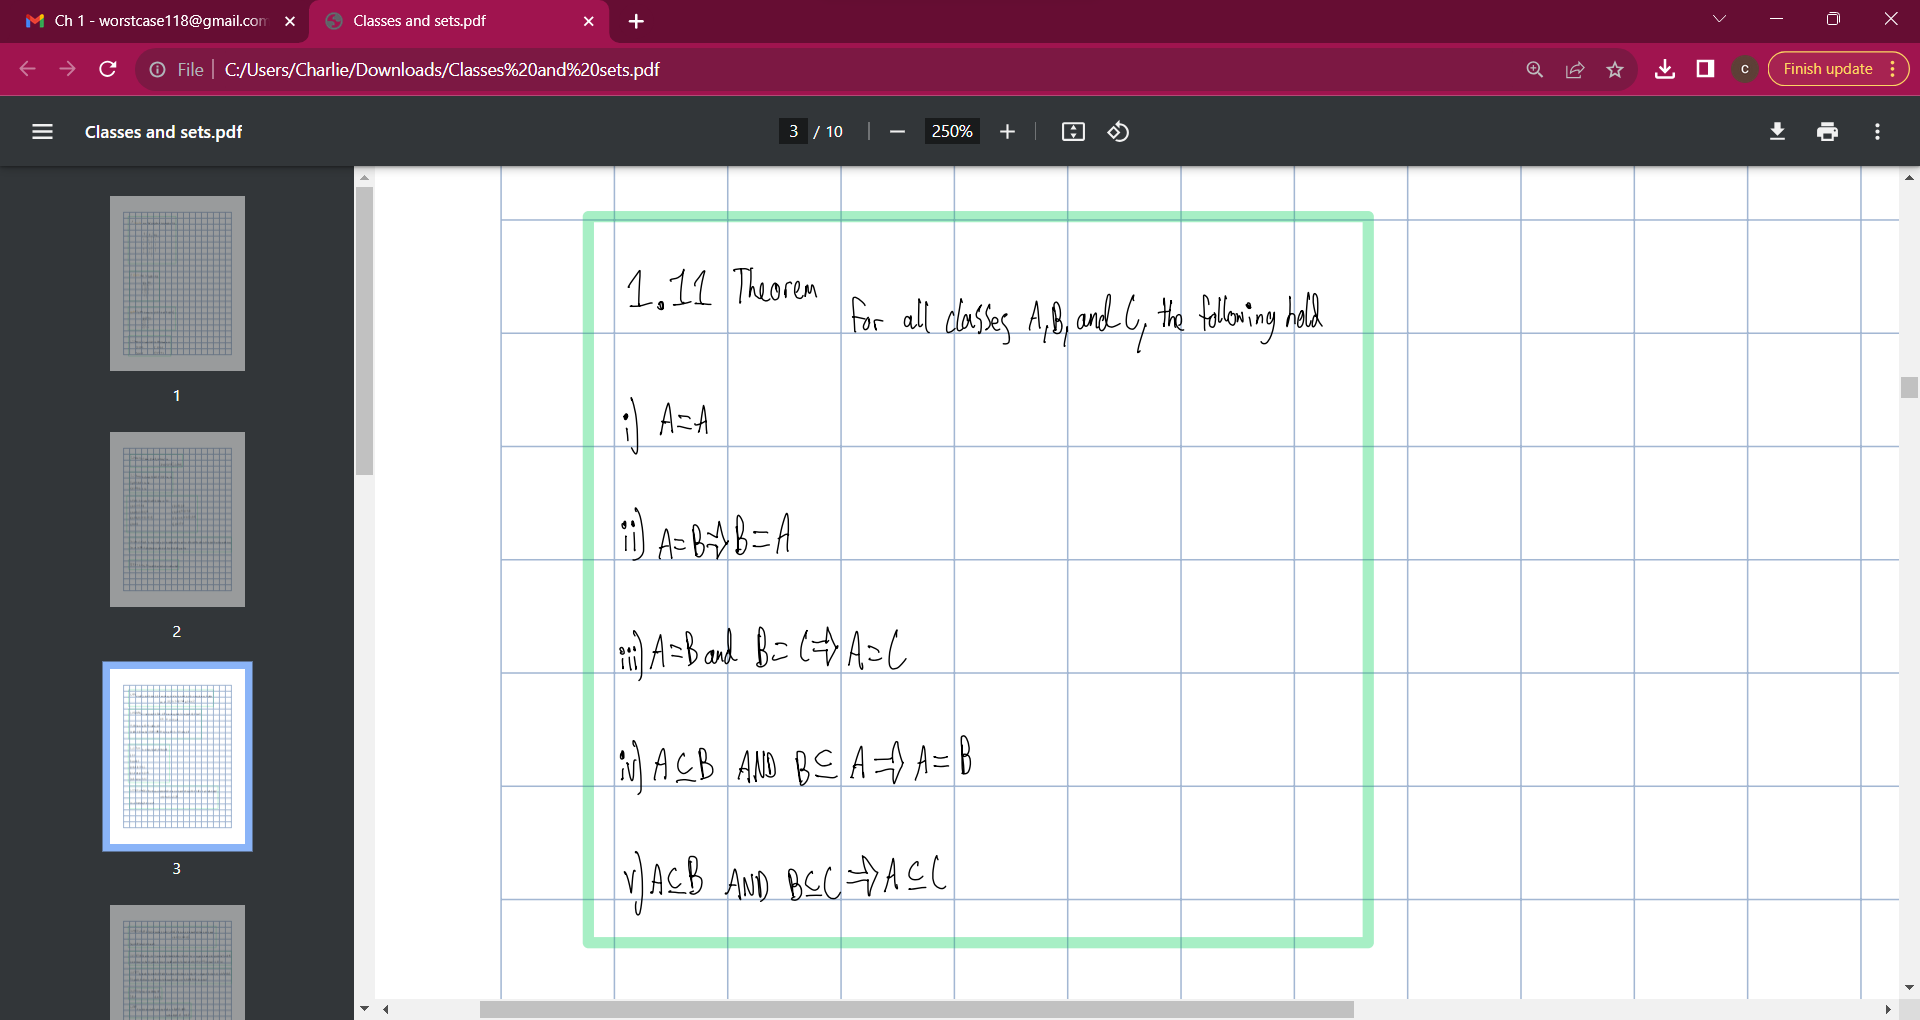 Ch 1 - worstcase118@gmail.com
Classes and sets.pdf
File
C:/Users/Charlie/Downloads/Classes%20and%20sets.pdf
C
Finish update
Classes and sets.pdf
3 / 10
250%
1
2
3
1.11 Theorem
For all classes A, B, and C, the following hold
i) A=A
ii) A=B⇒B=A
iii) A=B and B=C⇒A=C
iv) A⊆B AND B⊆A⇒A=B
v) A⊆B AND B⊆C⇒A⊆C